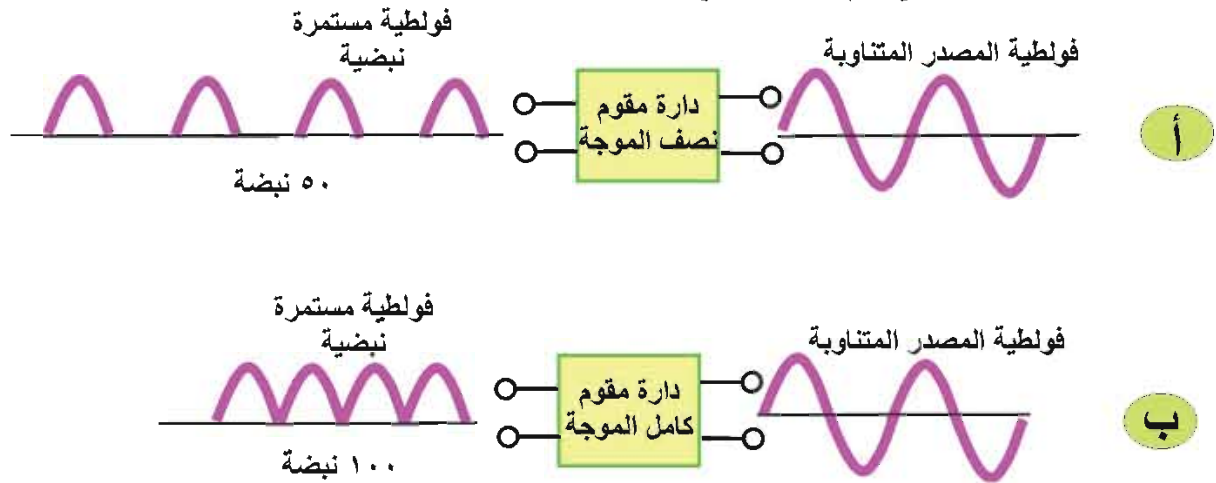 أ
فولطية المصدر المتناوبة
دارة مقوم
نصف الموجة
فولطية مستمرة
نبضية
٥٠ نبضة
ب
فولطية المصدر المتناوبة
دارة مقوم
كامل الموجة
فولطية مستمرة
نبضية
١٠٠ نبضة